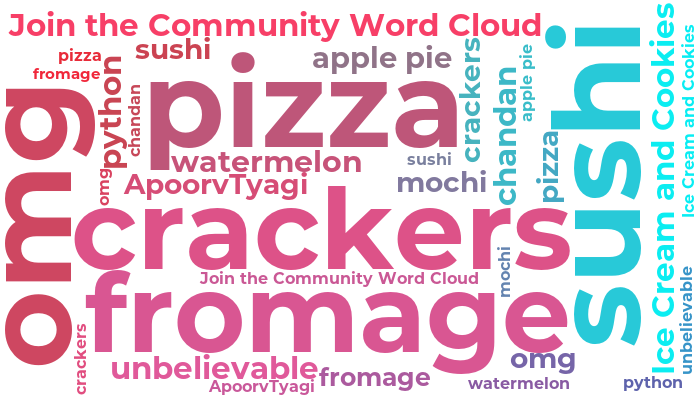 Join the Community Word Cloud
pizza
sushi
apple pie
fromage
omg
python
chandan
pizza
crackers
chandan
apple pie
sushi
Ice Cream and Cookies
Ice Cream and Cookies
watermelon
sushi
omg
ApoorvTyagi
mochi
pizza
crackers
Join the Community Word Cloud
mochi
fromage
unbelievable
crackers
unbelievable
omg
ApoorvTyagi
fromage
watermelon
python